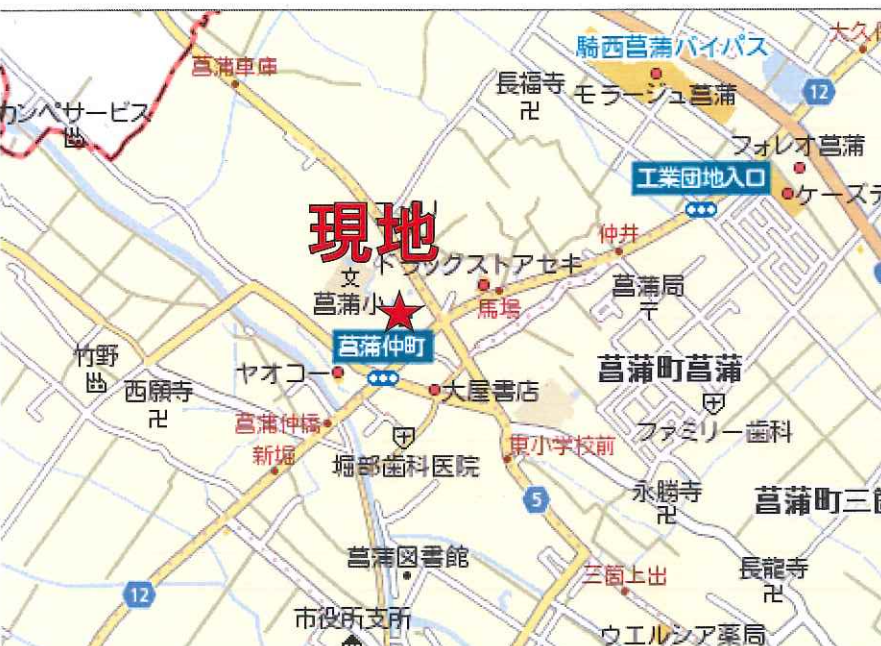 大久
騎西菖蒲バイパス
菖蒲車庫
長福寺
モラージュ菖蒲
12
カンペサービス
フォレオ菖蒲
工業団地入口
ケーズデ
現地
仲井
ドラッグストアセキ
菖蒲小
馬場
菖蒲局
菖蒲仲町
竹野
ヤオコー
菖蒲町菖蒲
西願寺
大屋書店
菖蒲仲橋
ファミリー歯科
新堀
堀部歯科医院
東小学校前
永勝寺
5
菖蒲町三箇
菖蒲図書館
三箇上出
長龍寺
12
市役所支所
ウエルシア薬局